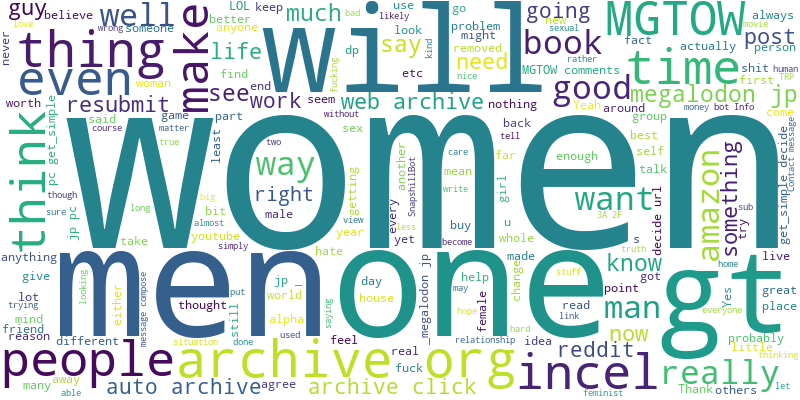 guy
believe
well
someone
LOL
better
anyone
keep
much
bad
likely
use
go
problem
going
new
MGTOW
always
movie
love
wrong
never
thing
make
will
look
kind
might
removed
book
fact
actually
post
person
even
life
say
dp
etc
need
rather
sexual
MGTOW comments
time
shit
human
first
TRP
worth
woman
find
fucking
nice
good
resubmit
see
work
end
seem
web archive
nothing
Yeah
around
megalodon jp
come
said
game
part
sex
without
back
tell
group
best
money
bot Info
course
matter
true
least
two
way
another
care
mean
write
far
enough
self
talk
think
pc get_simple
women
right
male
getting
SnapshillBot
girl
want
amazon
something
try
sub
get_simple decide
Contact message
though
big
almost
long
sure
bit
view
less
every
buy
u
3A 2F
decide url
jp pc
take
youtube
simply
year
yet
become
whole
s
truth
home
live
anything
hate
men
one
know
gt
give
jp _
day
_megalodon jp
help
made
change
got
stuff
Yes
great
lot
looking
either
message compose
thought
put
world
house
may
female
man
point
everyone
place
trying
mind
friend
still
used
alpha
saying
hope
read
link
now
reason
different
situation
done
feel
real
relationship
hard
idea
reddit
probably
little
thinking
people
archive org
incel
really
many
away
able
auto archive
agree
archive click
fuck
feminist
Thank
others
let